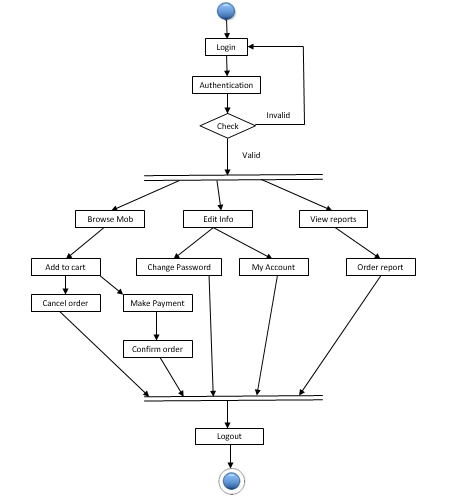 Login
Authentication
Invalid
Check
Valid
Browse Mob
Edit Info
View reports
Add to cart
Change Password
My Account
Order report
Cancel order
Make Payment
Confirm order
Logout